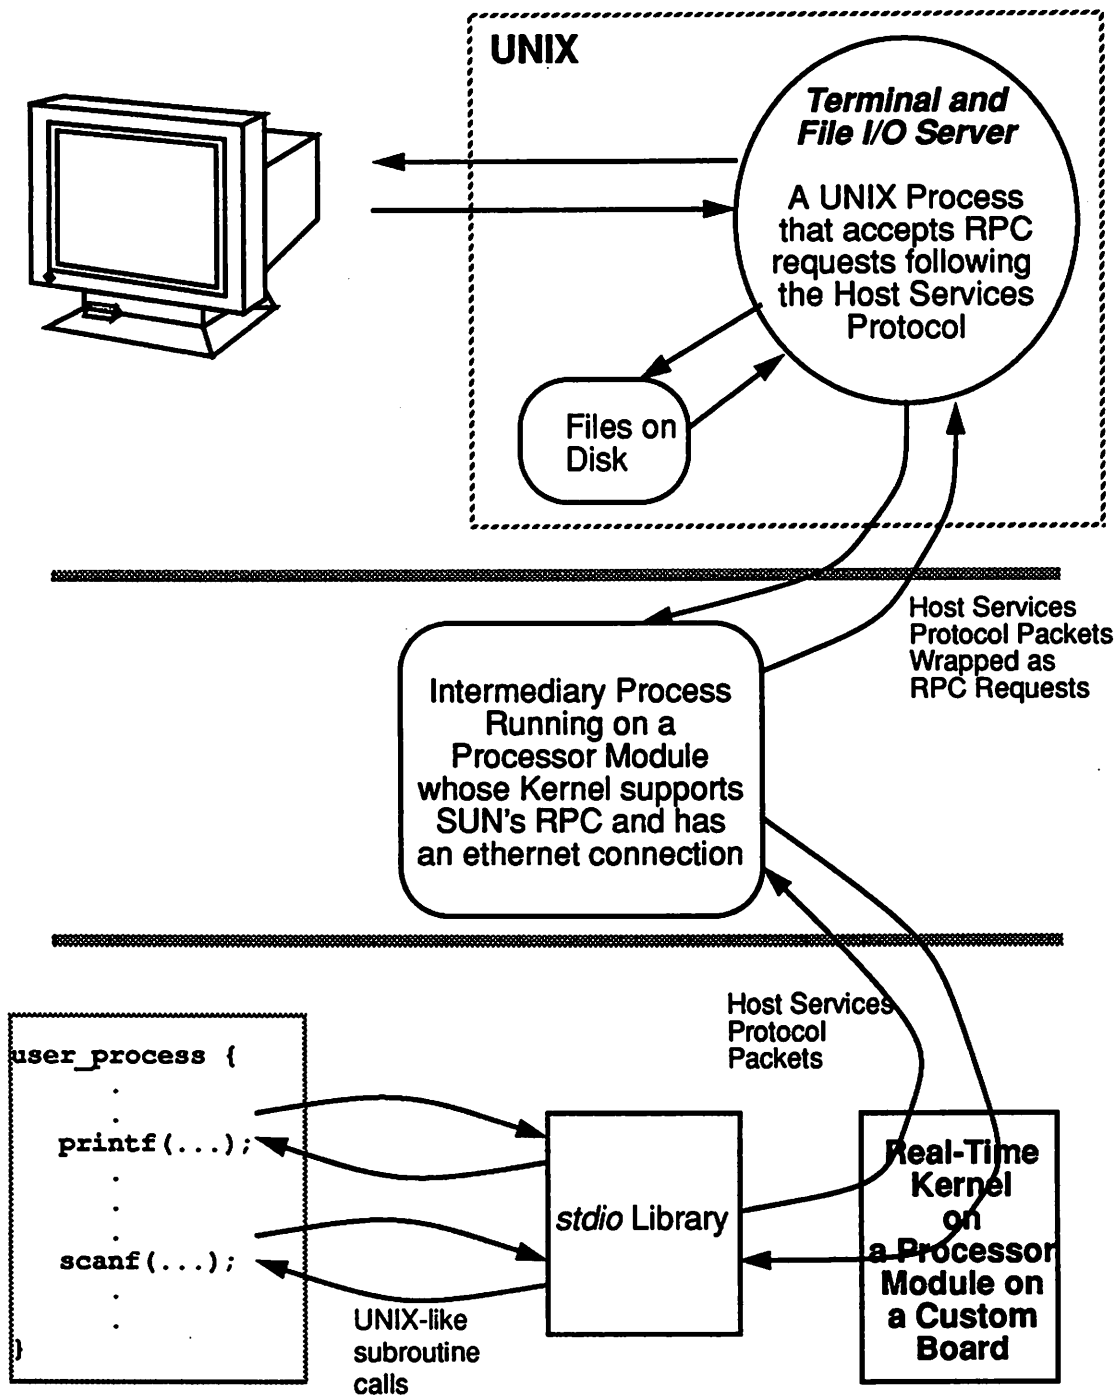 UNIX
Terminal and
File I/O Server
A UNIX Process
that accepts RPC
requests following
the Host Services
Protocol
Files on
Disk
Host Services
Protocol Packets
Wrapped as
RPC Requests
Intermediary Process
Running on a
Processor Module
whose Kernel supports
SUN's RPC and has
an ethernet connection
Host Services
Protocol
Packets
user_process {
.
.
printf(...);
.
.
.
scanf(...);
.
.
}
UNIX-like
subroutine
calls
stdio Library
Real-Time
Kernel
on
a Processor
Module on
a Custom
Board